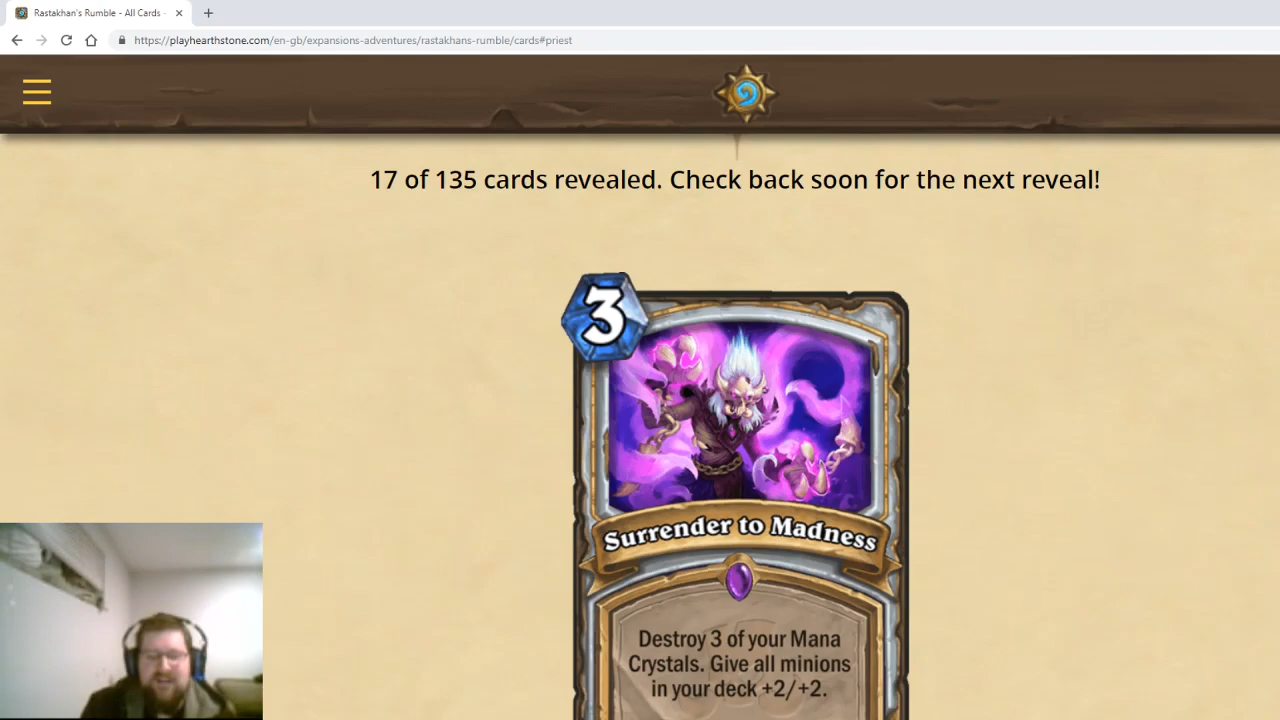 Rastakhan's Rumble - All Cards -
https://playhearthstone.com/en-gb/expansions-adventures/rastakhans-rumble/cards#priest
17 of 135 cards revealed. Check back soon for the next reveal!
3
Surrender to Madness
Destroy 3 of your Mana
Crystals. Give all minions
in your deck +2/+2.